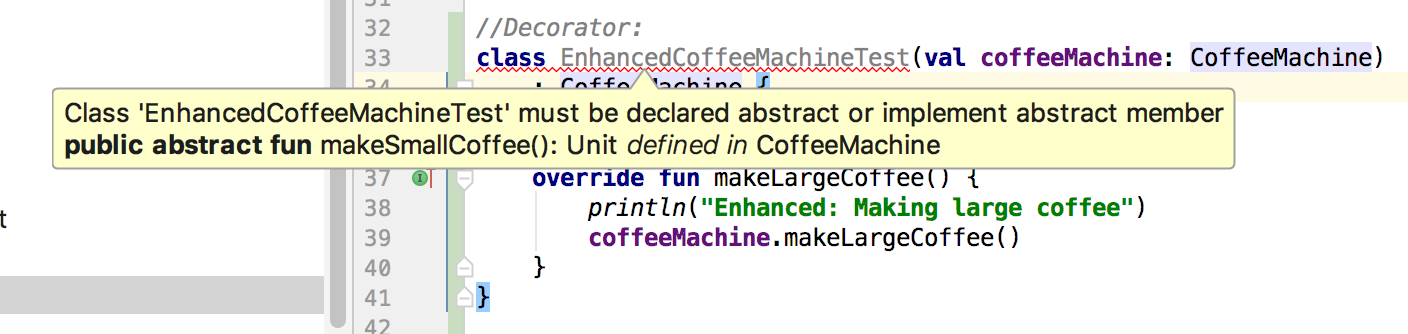 31
32 //Decorator:
33 class EnhancedCoffeeMachineTest(val coffeeMachine: CoffeeMachine)
34 : CoffeeMachine {
Class 'EnhancedCoffeeMachineTest' must be declared abstract or implement abstract member
public abstract fun makeSmallCoffee(): Unit defined in CoffeeMachine
37 override fun makeLargeCoffee() {
38 println("Enhanced: Making large coffee")
t
39 coffeeMachine.makeLargeCoffee()
40 }
41 }
42